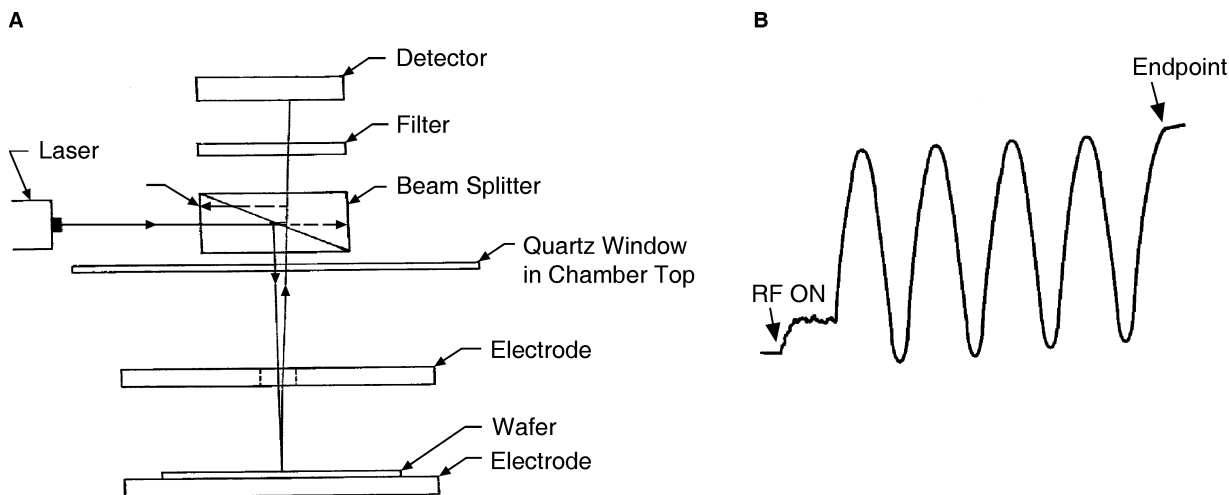 A
Detector
Filter
Laser
Beam Splitter
Quartz Window
in Chamber Top
Electrode
Wafer
Electrode
B
Endpoint
RF ON